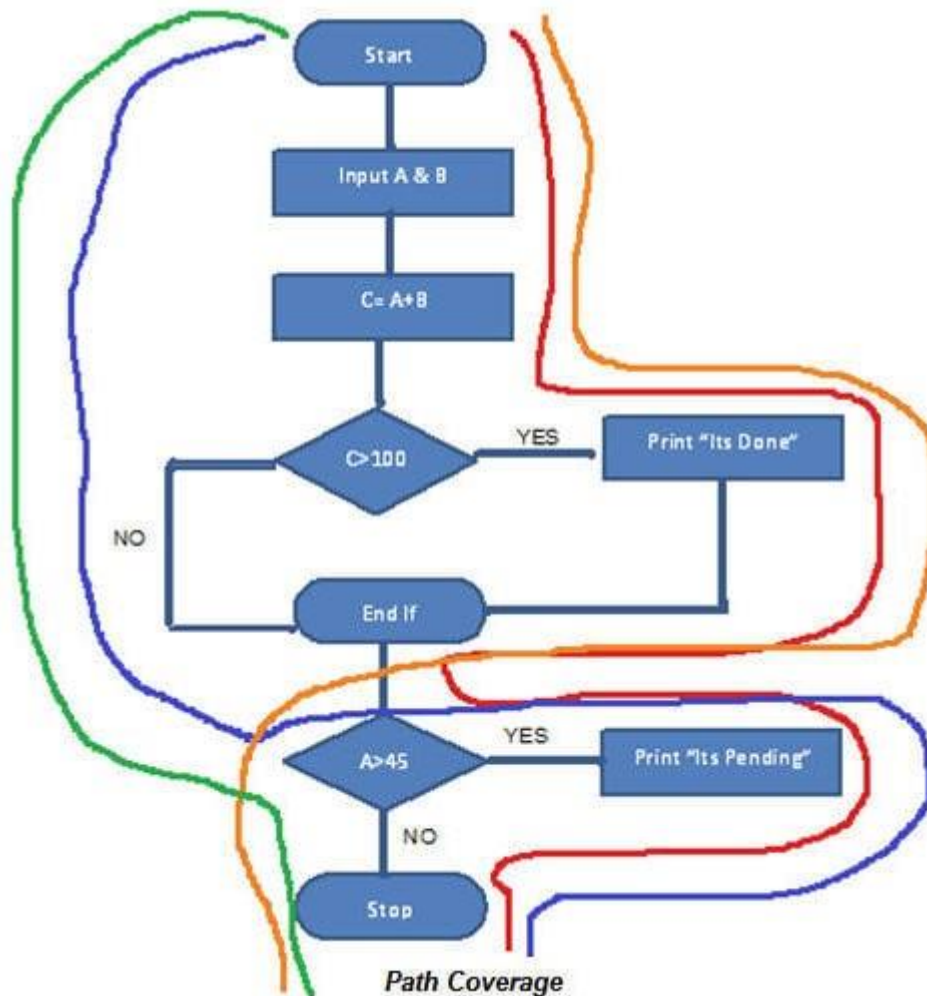 Start
Input A & B
C= A+B
C>100
YES
Print "Its Done"
NO
End If
A>45
YES
Print "Its Pending"
NO
Stop
Path Coverage